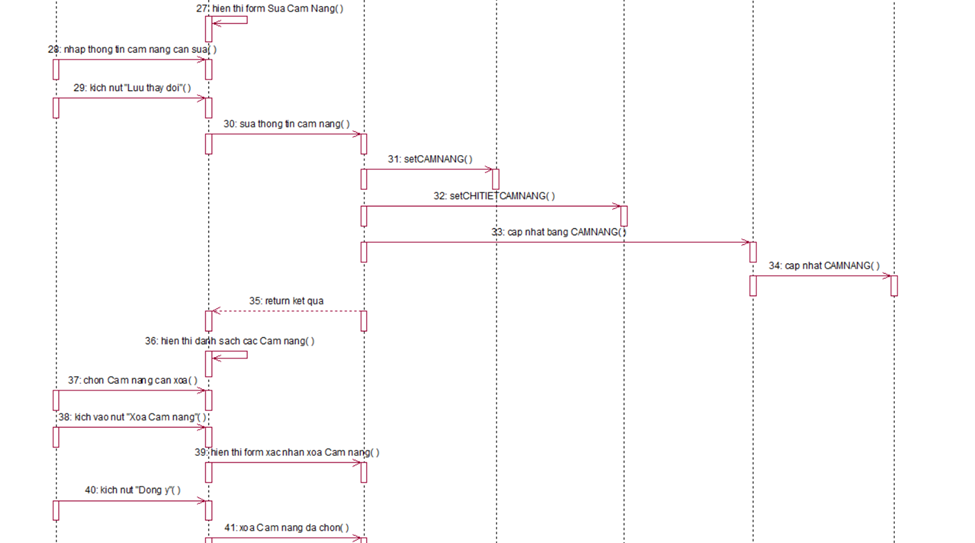 27: hien thi form Sua Cam Nang( )
28: nhap thong tin cam nang can sua( )
29: kich nut "Luu thay doi"( )
30: sua thong tin cam nang( )
31: setCAMNANG( )
32: setCHITIETCAMNANG( )
33: cap nhat bang CAMNANG( )
34: cap nhat CAMNANG( )
35: return ket qua
36: hien thi danh sach cac Cam nang( )
37: chon Cam nang can xoa( )
38: kich vao nut "Xoa Cam nang"( )
39: hien thi form xac nhan xoa Cam nang( )
40: kich nut "Dong y"( )
41: xoa Cam nang da chon( )